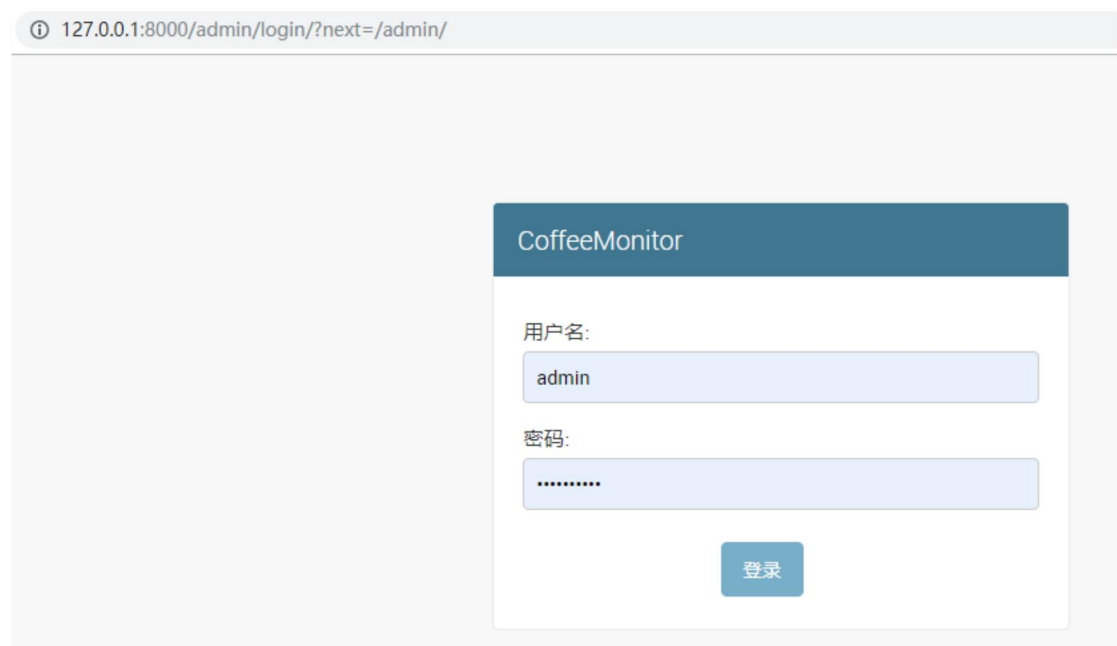 127.0.0.1:8000/admin/login/?next=/admin/
CoffeeMonitor
用户名:
admin
密码:
••••••••••
登录